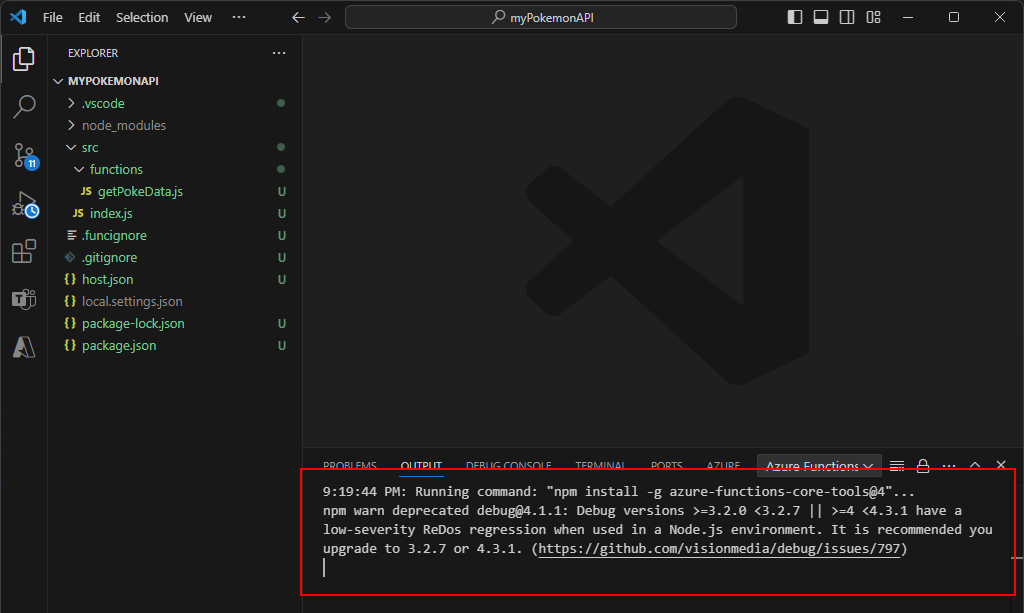 File Edit Selection View ··· myPokemonAPI
EXPLORER ···
MYPOKEMONAPI
.vscode
node_modules
src
functions
JS getPokeData.js U
JS index.js U
.funcignore U
.gitignore U
{} host.json U
{} local.settings.json
{} package-lock.json U
{} package.json U
11
PROBLEMS OUTPUT DEBUG CONSOLE TERMINAL PORTS AZURE Azure Functions ···
9:19:44 PM: Running command: "npm install -g azure-functions-core-tools@4"...
npm warn deprecated debug@4.1.1: Debug versions >=3.2.0 <3.2.7 || >=4 <4.3.1 have a
low-severity ReDos regression when used in a Node.js environment. It is recommended you
upgrade to 3.2.7 or 4.3.1. (https://github.com/visionmedia/debug/issues/797)